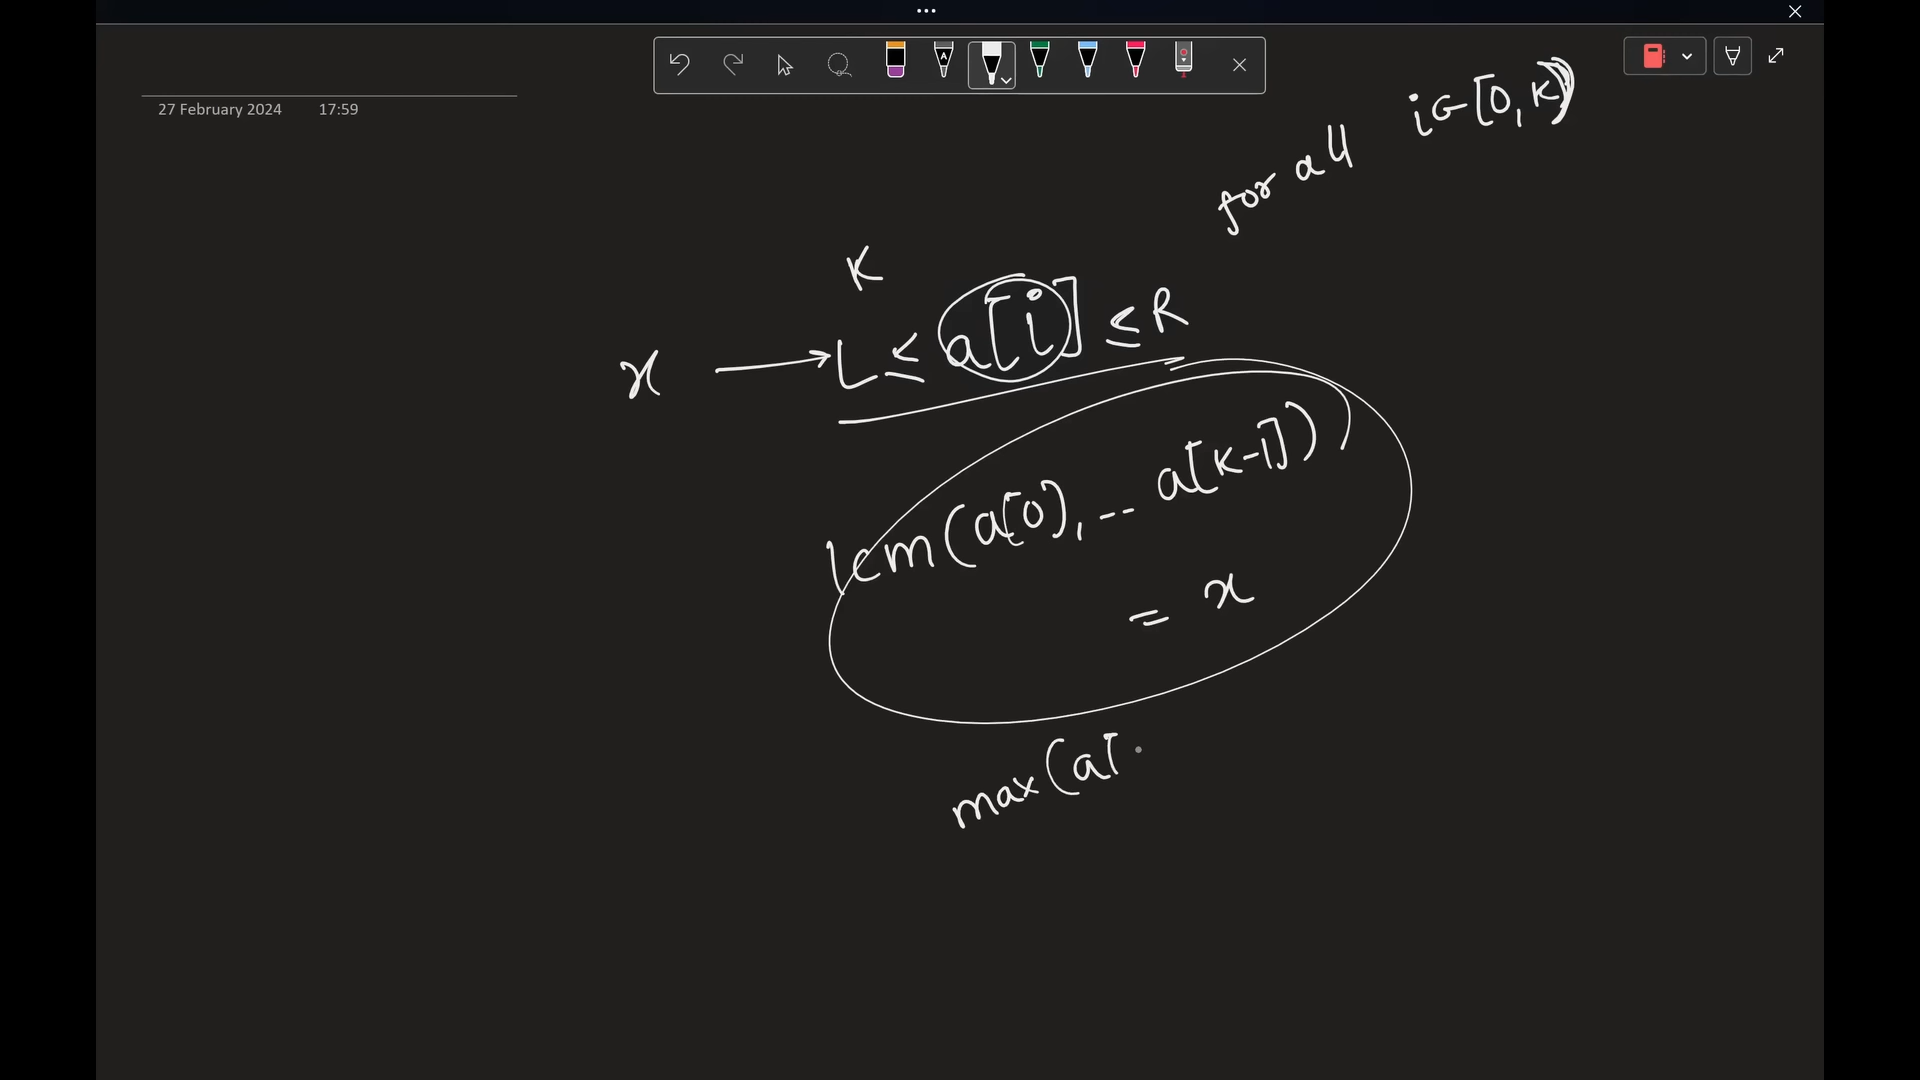 27 February 2024 17:59
for all i ∈ [0, K)
K
x → L ≤ a[i] ≤ R
lcm(a[0], -- a[K-1])
= x
max(a[